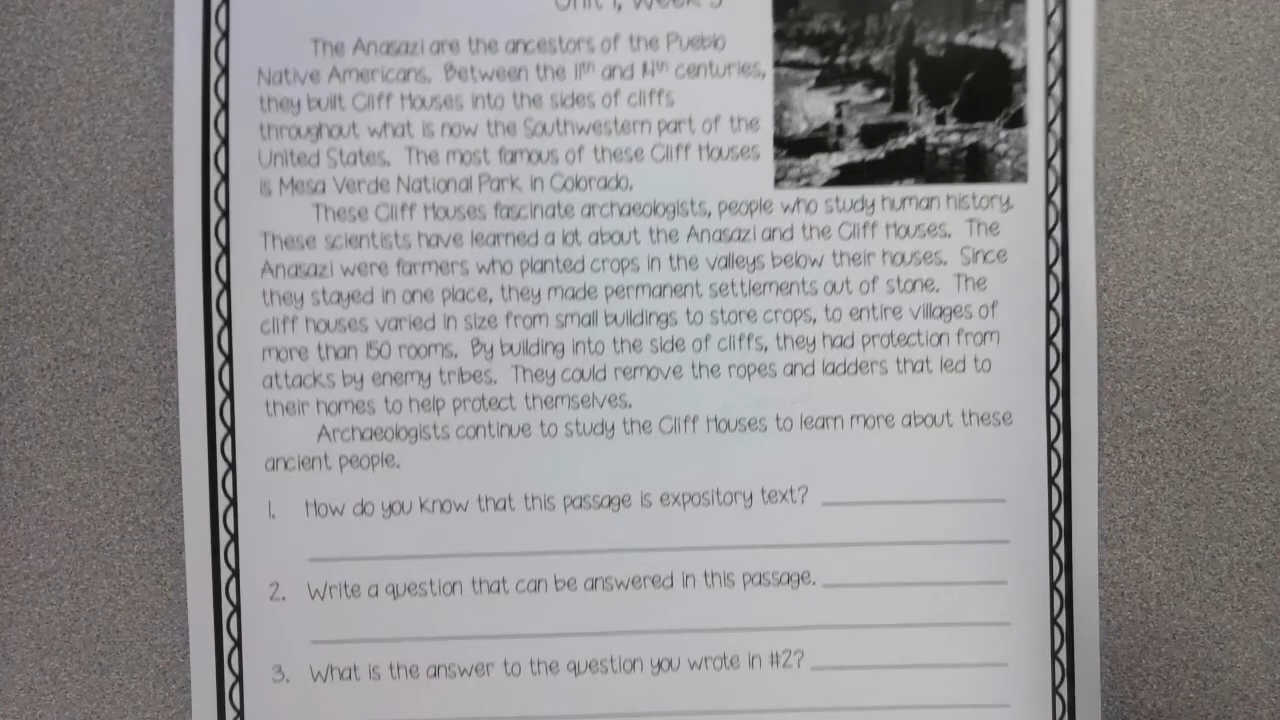 Unit 1, Week 3
The Anasazi are the ancestors of the Pueblo
Native Americans. Between the 11th and 14th centuries,
they built Cliff Houses into the sides of cliffs
throughout what is now the Southwestern part of the
United States. The most famous of these Cliff Houses
is Mesa Verde National Park in Colorado.
These Cliff Houses fascinate archaeologists, people who study human history.
These scientists have learned a lot about the Anasazi and the Cliff Houses. The
Anasazi were farmers who planted crops in the valleys below their houses. Since
they stayed in one place, they made permanent settlements out of stone. The
cliff houses varied in size from small buildings to store crops, to entire villages of
more than 150 rooms. By building into the side of cliffs, they had protection from
attacks by enemy tribes. They could remove the ropes and ladders that led to
their homes to help protect themselves.
Archaeologists continue to study the Cliff Houses to learn more about these
ancient people.
1. How do you know that this passage is expository text?
2. Write a question that can be answered in this passage.
3. What is the answer to the question you wrote in #2?